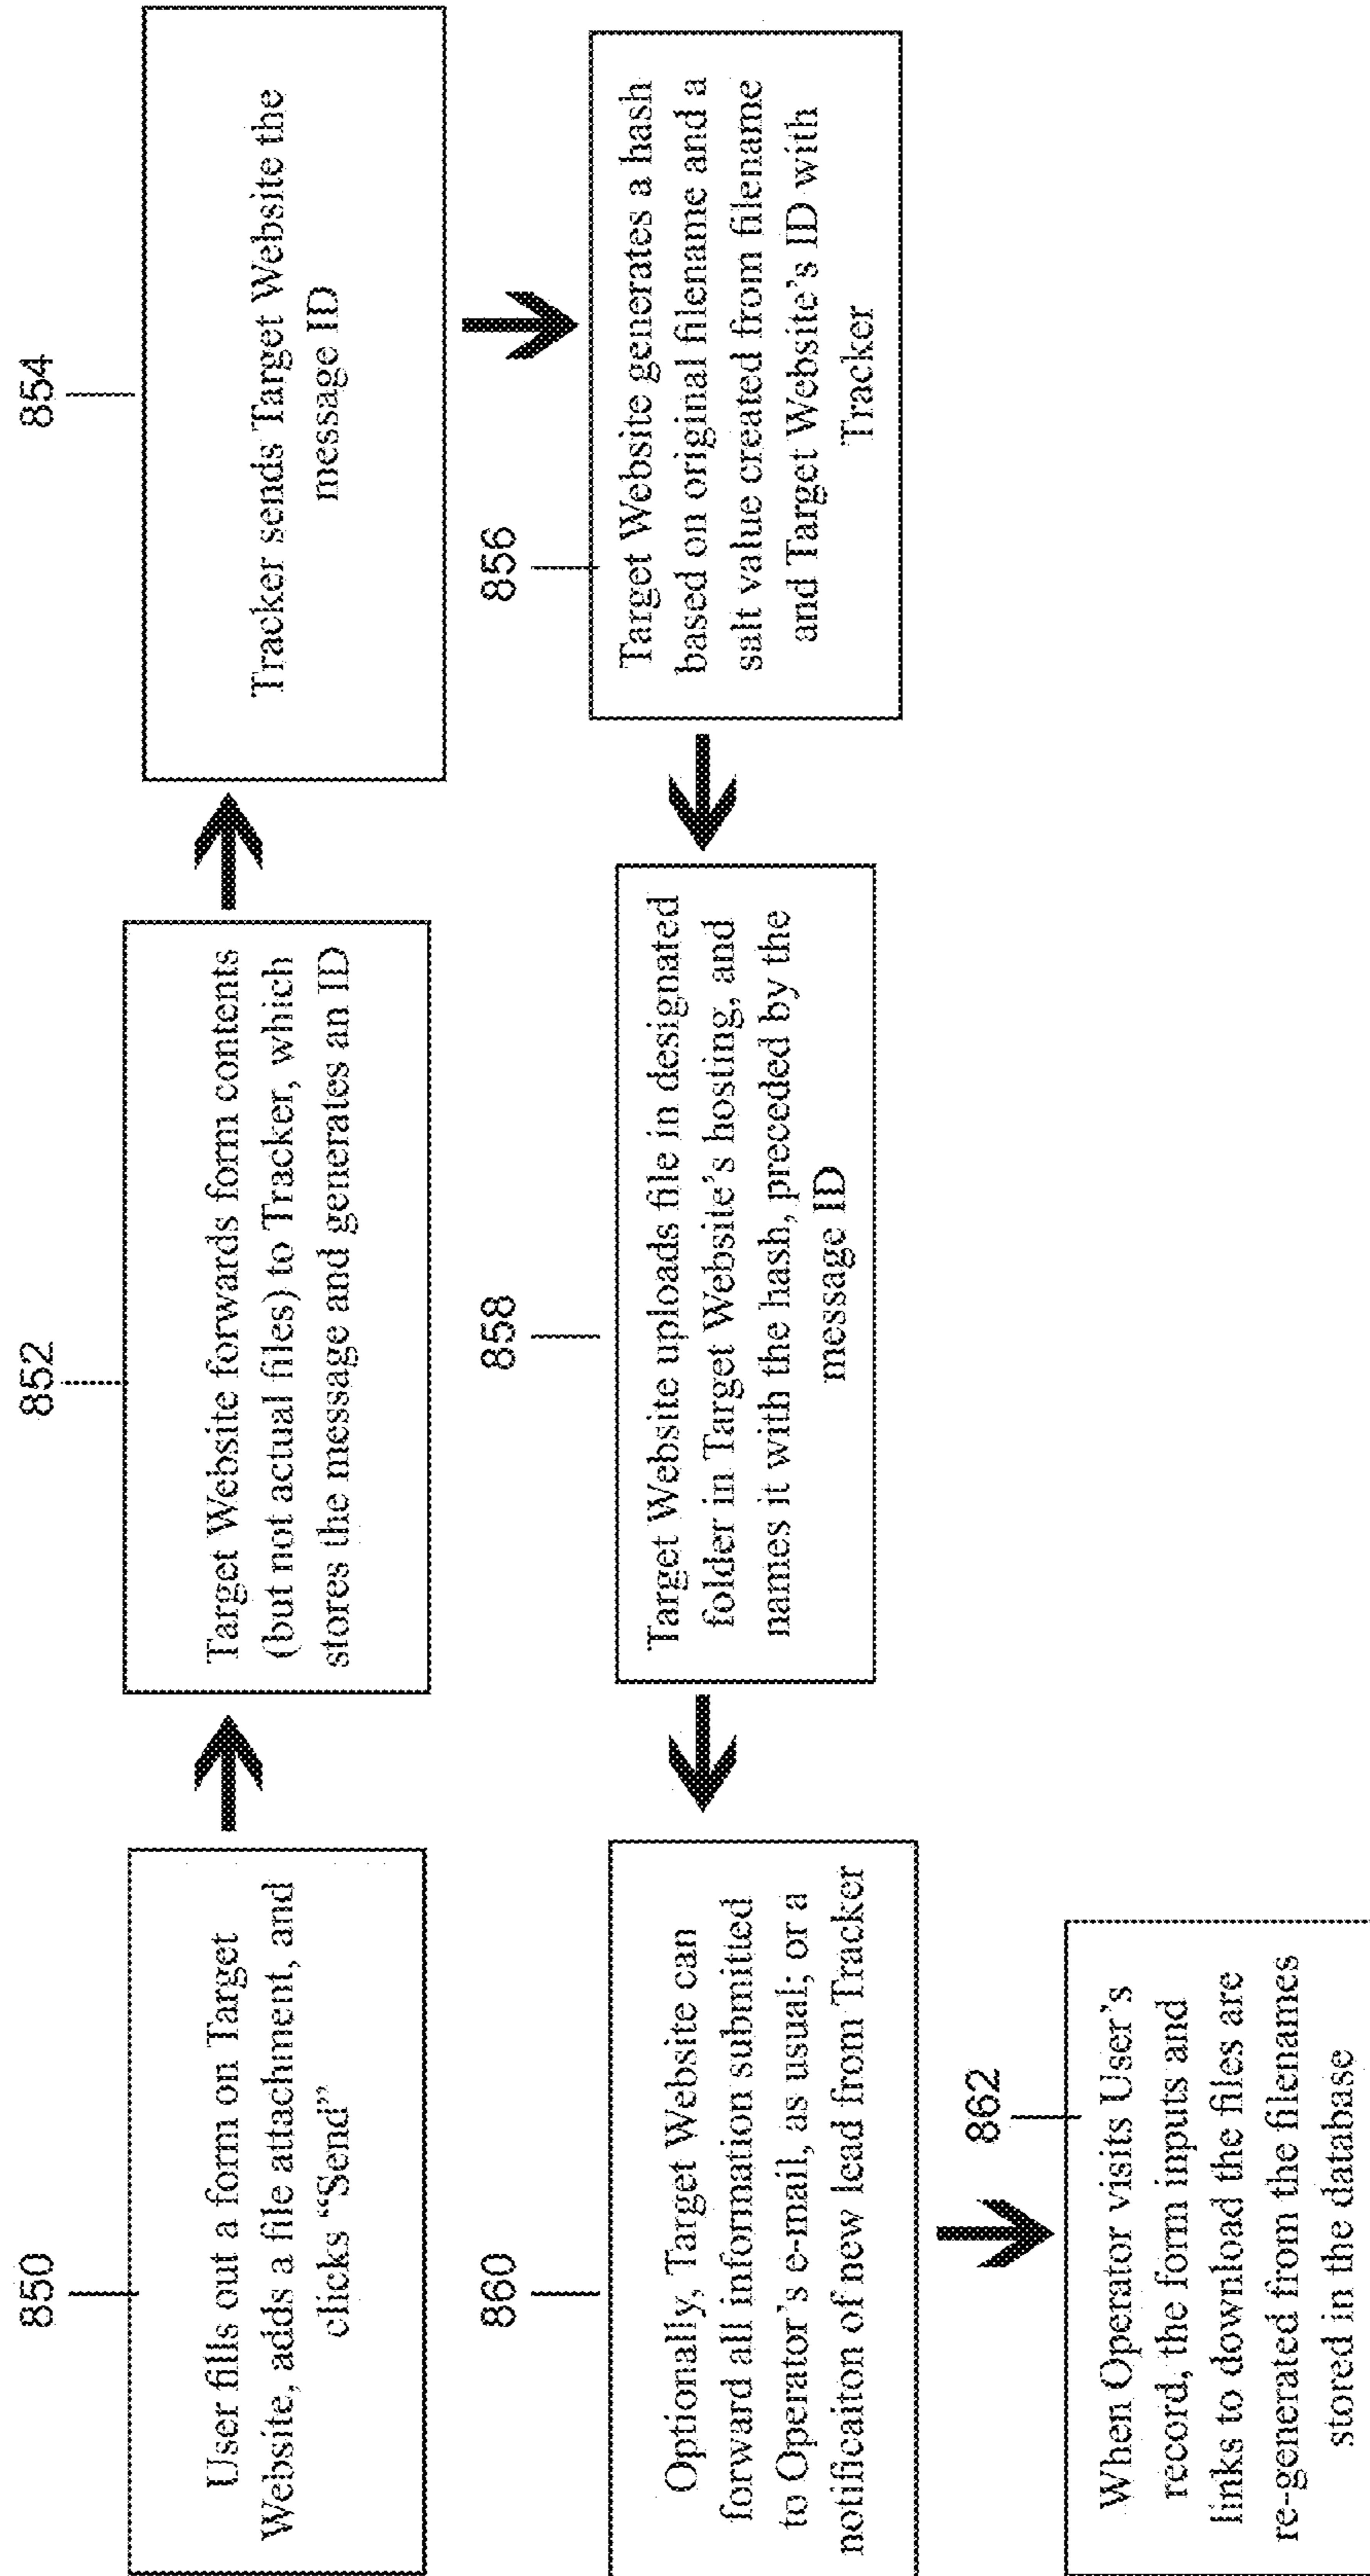 850
User fills out a form on Target
Website, adds a file attachment, and
clicks “Send”
852
Target Website forwards form contents
(but not actual files) to Tracker, which
stores the message and generates an ID
854
Tracker sends Target Website the
message ID
856
Target Website generates a hash
based on original filename and a
salt value created from filename
and Target Website’s ID with
Tracker
858
Target Website uploads file in designated
folder in Target Website’s hosting, and
names it with the hash, preceded by the
message ID
860
Optionally, Target Website can
forward all information submitted
to Operator’s e-mail, as usual; or a
notificaiton of new lead from Tracker
862
When Operator visits User’s
record, the form inputs and
links to download the files are
re-generated from the filenames
stored in the database